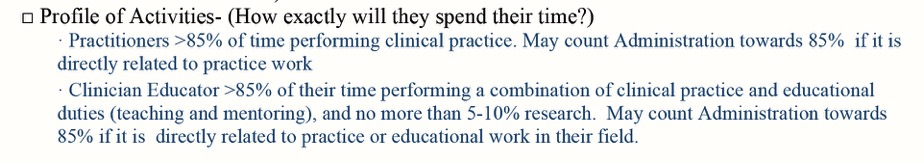 □ Profile of Activities- (How exactly will they spend their time?)
· Practitioners >85% of time performing clinical practice. May count Administration towards 85% if it is
directly related to practice work
· Clinician Educator >85% of their time performing a combination of clinical practice and educational
duties (teaching and mentoring), and no more than 5-10% research. May count Administration towards
85% if it is directly related to practice or educational work in their field.